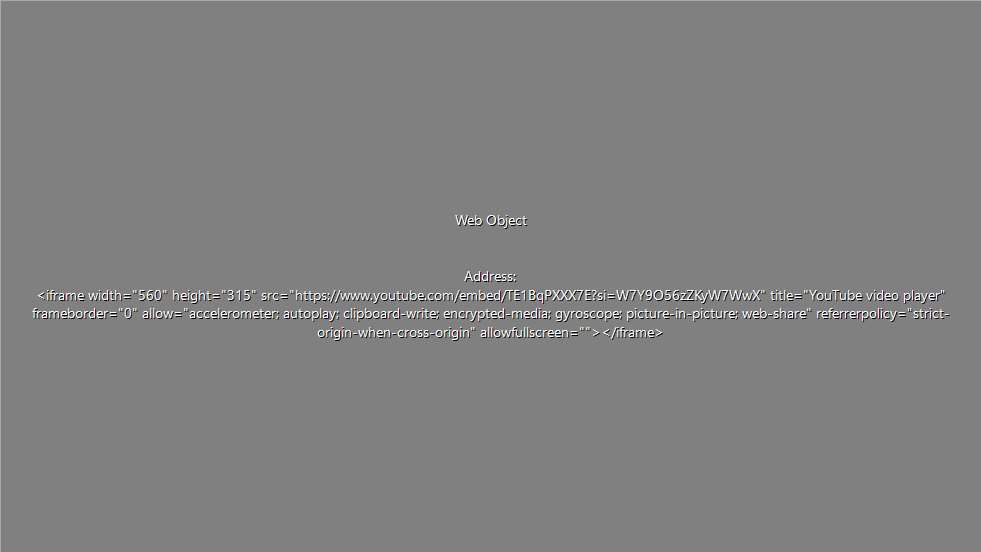 Web Object
Address:
<iframe width="560" height="315" src="https://www.youtube.com/embed/TE1BqPXXX7E?si=W7Y9O56zZKyW7WwX" title="YouTube video player"
frameborder="0" allow="accelerometer; autoplay; clipboard-write; encrypted-media; gyroscope; picture-in-picture; web-share" referrerpolicy="strict-
origin-when-cross-origin" allowfullscreen=""></iframe>